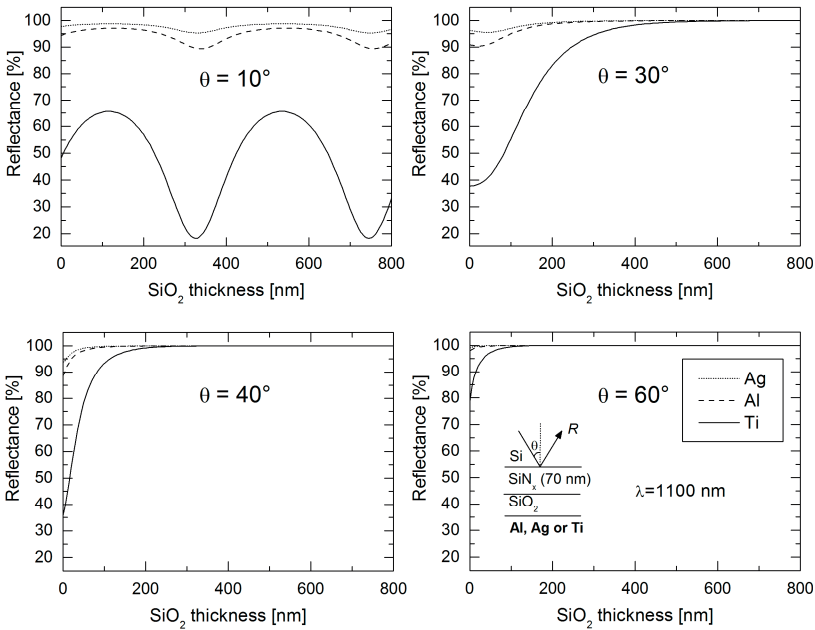 100
90
80
70
60
50
40
30
20
Reflectance [%]
θ = 10°
0 200 400 600 800
SiO2 thickness [nm]
100
90
80
70
60
50
40
30
20
Reflectance [%]
θ = 30°
0 200 400 600 800
SiO2 thickness [nm]
100
90
80
70
60
50
40
30
20
Reflectance [%]
θ = 40°
0 200 400 600 800
SiO2 thickness [nm]
100
90
80
70
60
50
40
30
20
Reflectance [%]
θ = 60°
Ag
Al
Ti
θ R
Si
SiNx (70 nm)
SiO2
Al, Ag or Ti
λ=1100 nm
0 200 400 600 800
SiO2 thickness [nm]